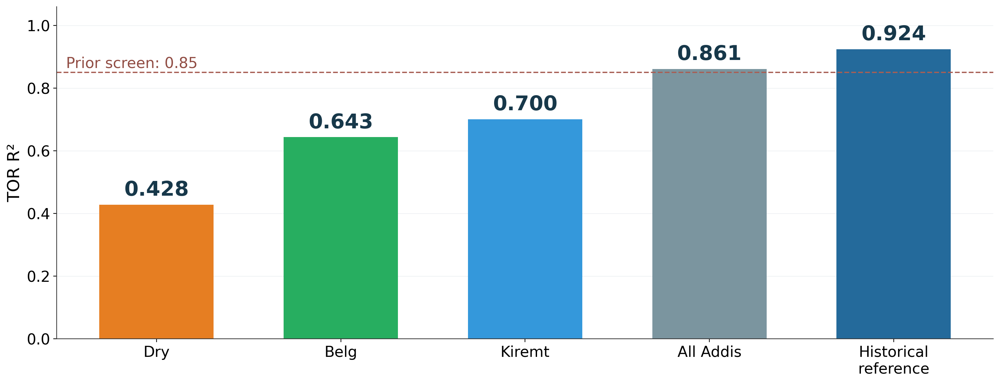 TOR R²
1.0
0.8
0.6
0.4
0.2
0.0
Prior screen: 0.85
0.428
0.643
0.700
0.861
0.924
Dry
Belg
Kiremt
All Addis
Historical
reference